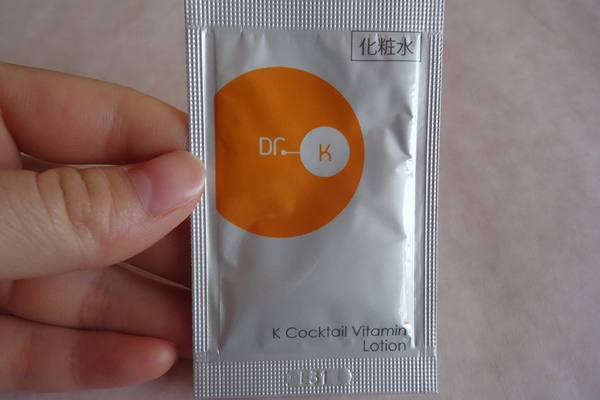 化粧水
Dr. K
K Cocktail Vitamin
Lotion